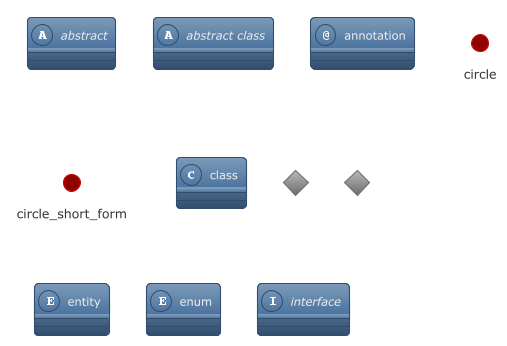 A abstract
A abstract class
@ annotation
circle
circle_short_form
C class
E entity
E enum
I interface